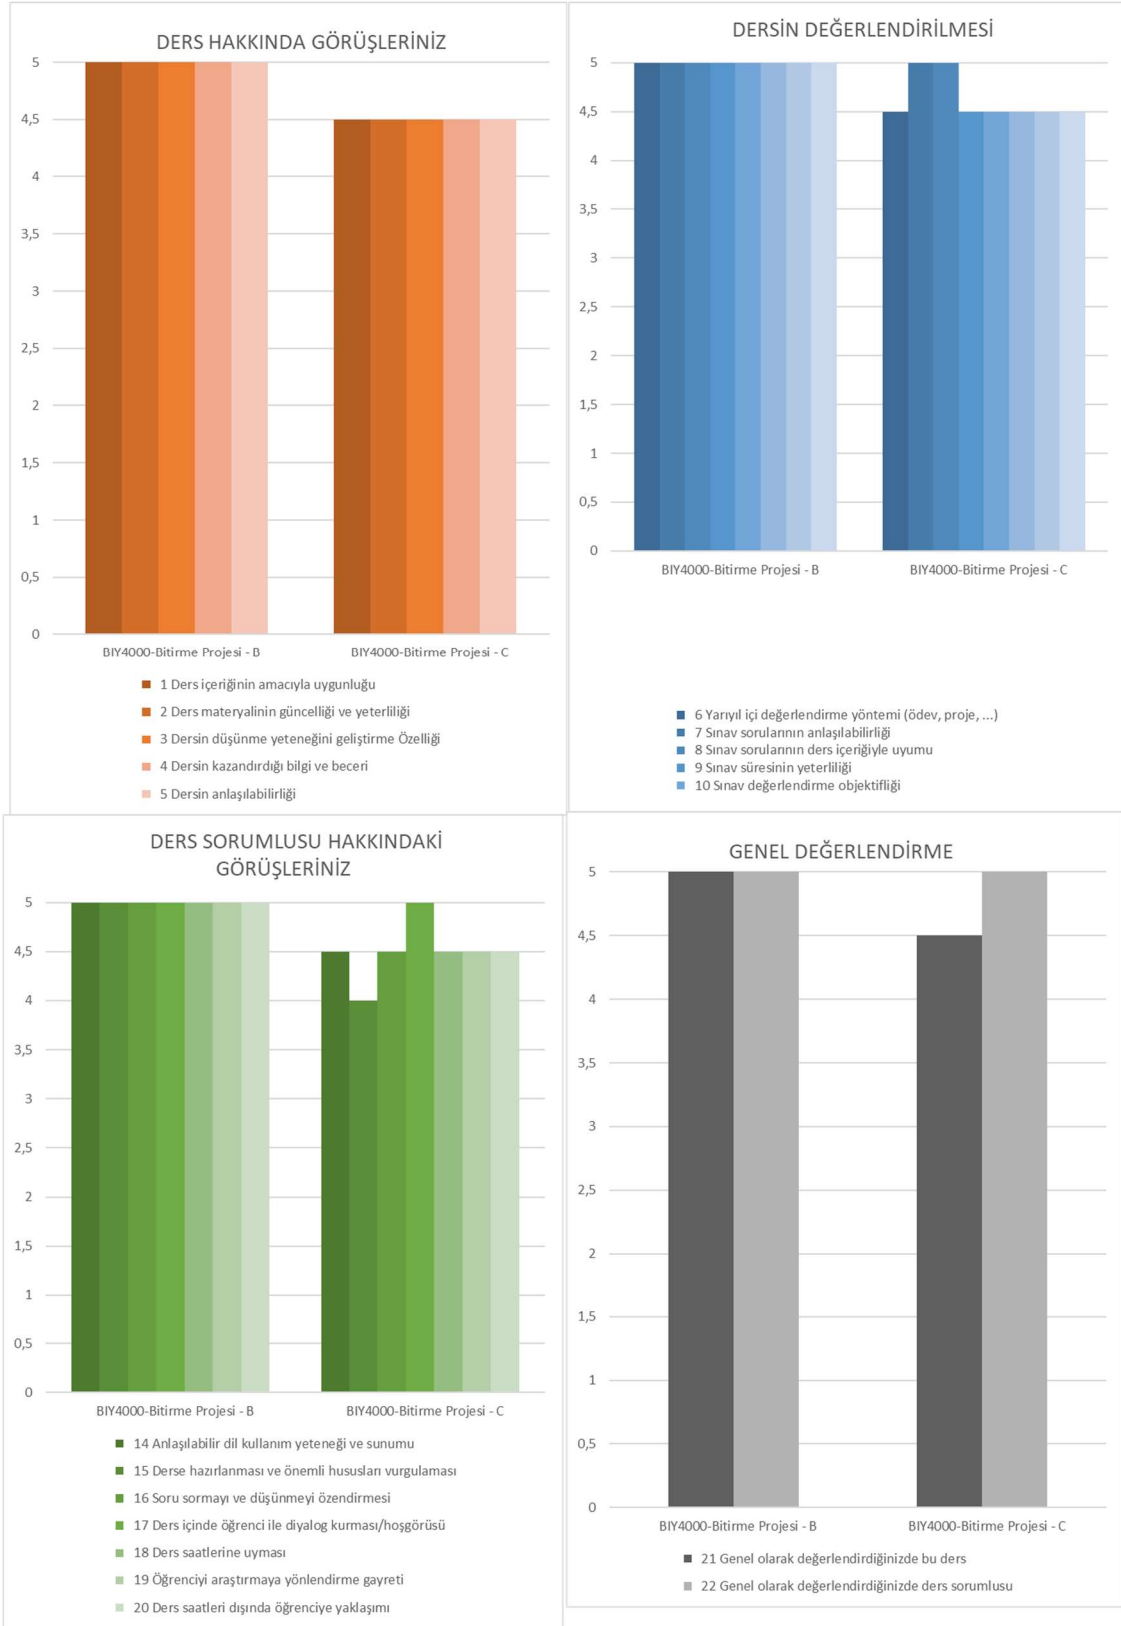 DERS HAKKINDA GÖRÜŞLERİNİZ
5
4,5
4
3,5
3
2,5
2
1,5
1
0,5
0
BIY4000-Bitirme Projesi - B
BIY4000-Bitirme Projesi - C
1 Ders içeriğinin amacıyla uygunluğu
2 Ders materyalinin güncelliği ve yeterliliği
3 Dersin düşünme yeteneğini geliştirme Özelliği
4 Dersin kazandırdığı bilgi ve beceri
5 Dersin anlaşılabilirliği
DERSİN DEĞERLENDİRİLMESİ
5
4,5
4
3,5
3
2,5
2
1,5
1
0,5
0
BIY4000-Bitirme Projesi - B
BIY4000-Bitirme Projesi - C
6 Yarıyıl içi değerlendirme yöntemi (ödev, proje, ...)
7 Sınav sorularının anlaşılabilirliği
8 Sınav sorularının ders içeriğiyle uyumu
9 Sınav süresinin yeterliliği
10 Sınav değerlendirme objektifliği
DERS SORUMLUSU HAKKINDAKİ
GÖRÜŞLERİNİZ
5
4,5
4
3,5
3
2,5
2
1,5
1
0,5
0
BIY4000-Bitirme Projesi - B
BIY4000-Bitirme Projesi - C
14 Anlaşılabilir dil kullanım yeteneği ve sunumu
15 Derse hazırlanması ve önemli hususları vurgulaması
16 Soru sormayı ve düşünmeyi özendirmesi
17 Ders içinde öğrenci ile diyalog kurması/hoşgörüsü
18 Ders saatlerine uyması
19 Öğrenciyi araştırmaya yönlendirme gayreti
20 Ders saatleri dışında öğrenciye yaklaşımı
GENEL DEĞERLENDİRME
5
4,5
4
3,5
3
2,5
2
1,5
1
0,5
0
BIY4000-Bitirme Projesi - B
BIY4000-Bitirme Projesi - C
21 Genel olarak değerlendirdiğinizde bu ders
22 Genel olarak değerlendirdiğinizde ders sorumlusu